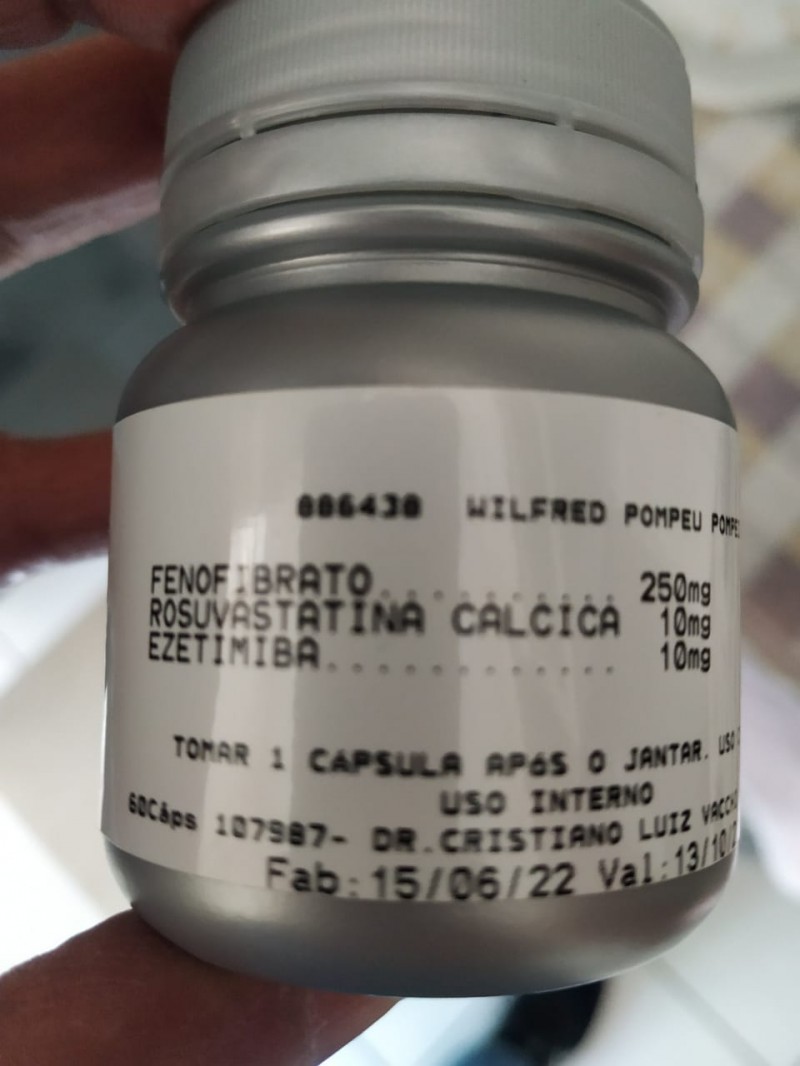 WILFRED POMPEU
FENOFIBRATO.......... 250mg
ROSUVASTATINA CALCICA 10mg
EZETIMIBA............. 10mg
TOMAR 1 CAPSULA APóS O JANTAR. USO
USO INTERNO
60Cáps 107987- DR.CRISTIANO LUIZ
Fab:15/06/22 Val:13/10/